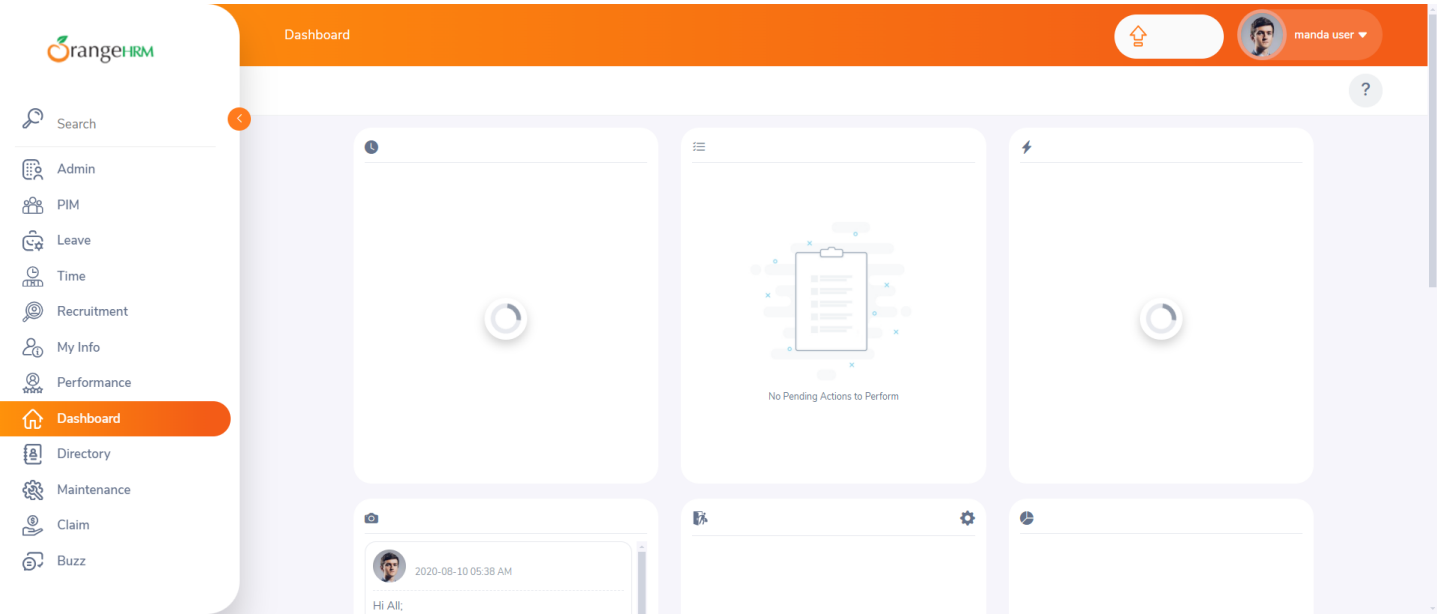 OrangeHRM
Dashboard
manda user
?
Search
Admin
PIM
Leave
Time
Recruitment
My Info
Performance
Dashboard
Directory
Maintenance
Claim
Buzz
No Pending Actions to Perform
2020-08-10 05:38 AM
Hi All;